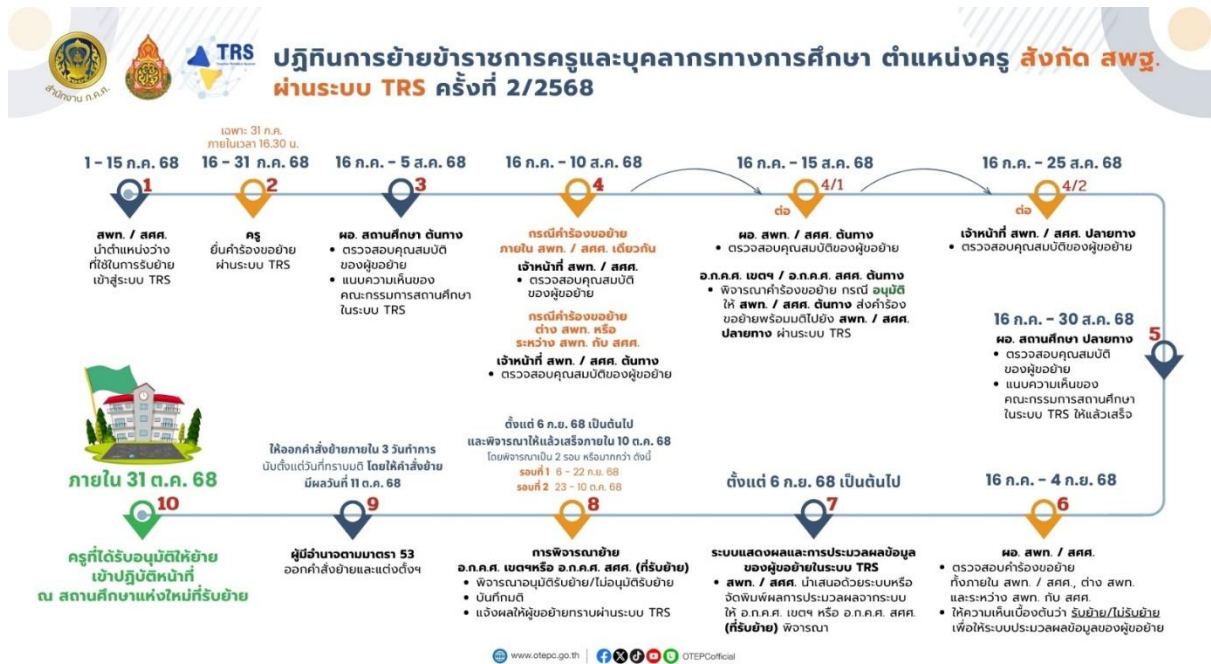 สำนักงาน ก.ค.ศ.
TRS
ปฏิทินการย้ายข้าราชการครูและบุคลากรทางการศึกษา ตำแหน่งครู สังกัด สพฐ.
ผ่านระบบ TRS ครั้งที่ 2/2568
1 - 15 ก.ค. 68
1
สพท. / สศศ.
นำตำแหน่งว่าง
ที่ใช้ในการรับย้าย
เข้าสู่ระบบ TRS
เฉพาะ 31 ก.ค.
ภายในเวลา 16.30 น.
16 - 31 ก.ค. 68
2
ครู
ยื่นคำร้องขอย้าย
ผ่านระบบ TRS
16 ก.ค. - 5 ส.ค. 68
3
ผอ. สถานศึกษา ต้นทาง
• ตรวจสอบคุณสมบัติ
ของผู้ขอย้าย
• แนบความเห็นของ
คณะกรรมการสถานศึกษา
ในระบบ TRS
16 ก.ค. - 10 ส.ค. 68
4
กรณีคำร้องขอย้าย
ภายใน สพท. / สศศ. เดียวกัน
เจ้าหน้าที่ สพท. / สศศ.
• ตรวจสอบคุณสมบัติ
ของผู้ขอย้าย
กรณีคำร้องขอย้าย
ต่าง สพท. หรือ
ระหว่าง สพท. กับ สศศ.
เจ้าหน้าที่ สพท. / สศศ. ต้นทาง
• ตรวจสอบคุณสมบัติของผู้ขอย้าย
16 ก.ค. - 15 ส.ค. 68
4/1
ต่อ
ผอ. สพท. / สศศ. ต้นทาง
• ตรวจสอบคุณสมบัติของผู้ขอย้าย
อ.ก.ค.ศ. เขตฯ / อ.ก.ค.ศ. สศศ. ต้นทาง
• พิจารณาคำร้องขอย้าย กรณี อนุมัติ
ให้ สพท. / สศศ. ต้นทาง ส่งคำร้อง
ขอย้ายพร้อมมติไปยัง สพท. / สศศ.
ปลายทาง ผ่านระบบ TRS
16 ก.ค. - 25 ส.ค. 68
4/2
ต่อ
เจ้าหน้าที่ สพท. / สศศ. ปลายทาง
• ตรวจสอบคุณสมบัติของผู้ขอย้าย
16 ก.ค. - 30 ส.ค. 68
5
ผอ. สถานศึกษา ปลายทาง
• ตรวจสอบคุณสมบัติ
ของผู้ขอย้าย
• แนบความเห็นของ
คณะกรรมการสถานศึกษา
ในระบบ TRS ให้แล้วเสร็จ
16 ก.ค. - 4 ก.ย. 68
6
ผอ. สพท. / สศศ.
• ตรวจสอบคำร้องขอย้าย
ทั้งภายใน สพท. / สศศ., ต่าง สพท.
และระหว่าง สพท. กับ สศศ.
• ให้ความเห็นเบื้องต้นว่า รับย้าย/ไม่รับย้าย
เพื่อให้ระบบประมวลผลข้อมูลของผู้ขอย้าย
ตั้งแต่ 6 ก.ย. 68 เป็นต้นไป
7
ระบบแสดงผลและการประมวลผลข้อมูล
ของผู้ขอย้ายในระบบ TRS
• สพท. / สศศ. นำเสนอด้วยระบบหรือ
จัดพิมพ์ผลการประมวลผลจากระบบ
ให้ อ.ก.ค.ศ. เขตฯ หรือ อ.ก.ค.ศ. สศศ.
(ที่รับย้าย) พิจารณา
ตั้งแต่ 6 ก.ย. 68 เป็นต้นไป
และพิจารณาให้แล้วเสร็จภายใน 10 ต.ค. 68
โดยพิจารณาเป็น 2 รอบ หรือมากกว่า ดังนี้
รอบที่ 1 6 - 22 ก.ย. 68
รอบที่ 2 23 - 10 ต.ค. 68
8
การพิจารณาย้าย
อ.ก.ค.ศ. เขตฯหรือ อ.ก.ค.ศ. สศศ. (ที่รับย้าย)
• พิจารณาอนุมัติรับย้าย/ไม่อนุมัติรับย้าย
• บันทึกมติ
• แจ้งผลให้ผู้ขอย้ายทราบผ่านระบบ TRS
ให้ออกคำสั่งย้ายภายใน 3 วันทำการ
นับตั้งแต่วันที่ทราบมติ โดยให้คำสั่งย้าย
มีผลวันที่ 11 ต.ค. 68
9
ผู้มีอำนาจตามมาตรา 53
ออกคำสั่งย้ายและแต่งตั้งฯ
ภายใน 31 ต.ค. 68
10
ครูที่ได้รับอนุมัติให้ย้าย
เข้าปฏิบัติหน้าที่
ณ สถานศึกษาแห่งใหม่ที่รับย้าย
www.otepc.go.th
OTEPCofficial